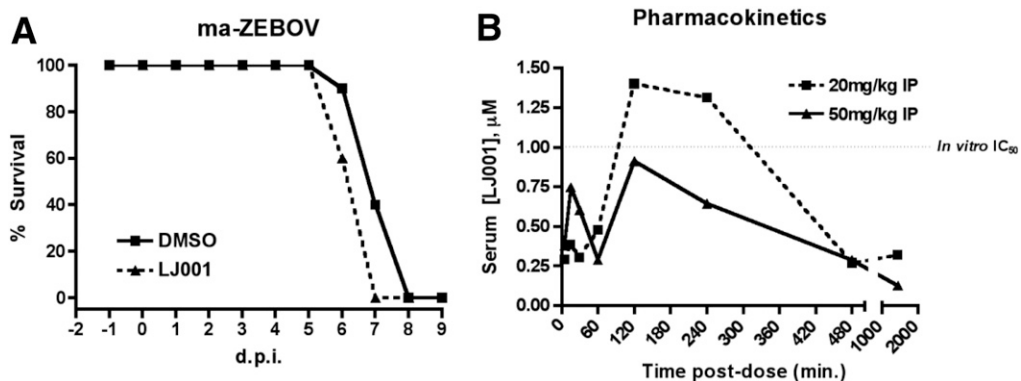 A
ma-ZEBOV
% Survival
100
80
60
40
20
0
DMSO
LJ001
-2 -1 0 1 2 3 4 5 6 7 8 9
d.p.i.
B
Pharmacokinetics
Serum [LJ001], μM
1.50
1.25
1.00
0.75
0.50
0.25
0.00
20mg/kg IP
50mg/kg IP
In vitro IC₅₀
0 60 120 180 240 300 360 420 480 1000 2000
Time post-dose (min.)